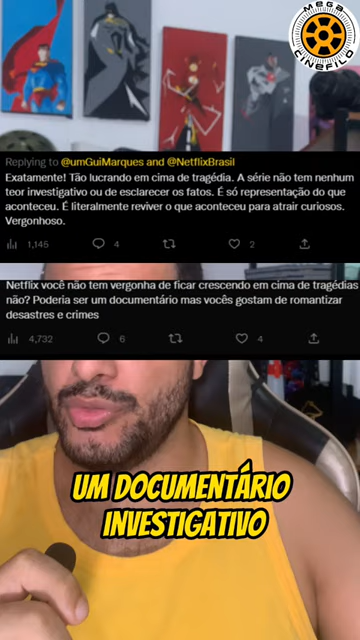 MEGA
CINÉFILO
Replying to @umGuiMarques and @NetflixBrasil
Exatamente! Tão lucrando em cima de tragédia. A série não tem nenhum
teor investigativo ou de esclarecer os fatos. É só representação do que
aconteceu. É literalmente reviver o que aconteceu para atrair curiosos.
Vergonhoso.
1,145 4 2
Netflix você não tem vergonha de ficar crescendo em cima de tragédias
não? Poderia ser um documentário mas vocês gostam de romantizar
desastres e crimes
4,732 6 4
UM DOCUMENTÁRIO
INVESTIGATIVO